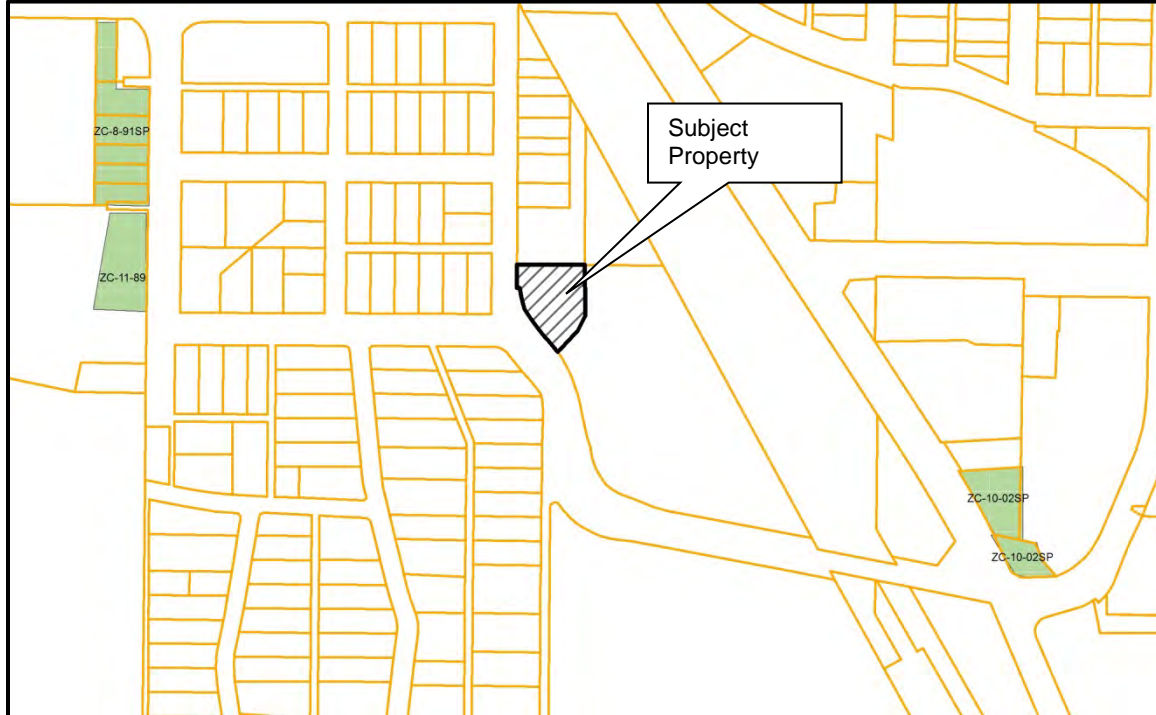 Subject
Property
ZC-8-91SP
ZC-11-89
ZC-10-02SP
ZC-10-02SP